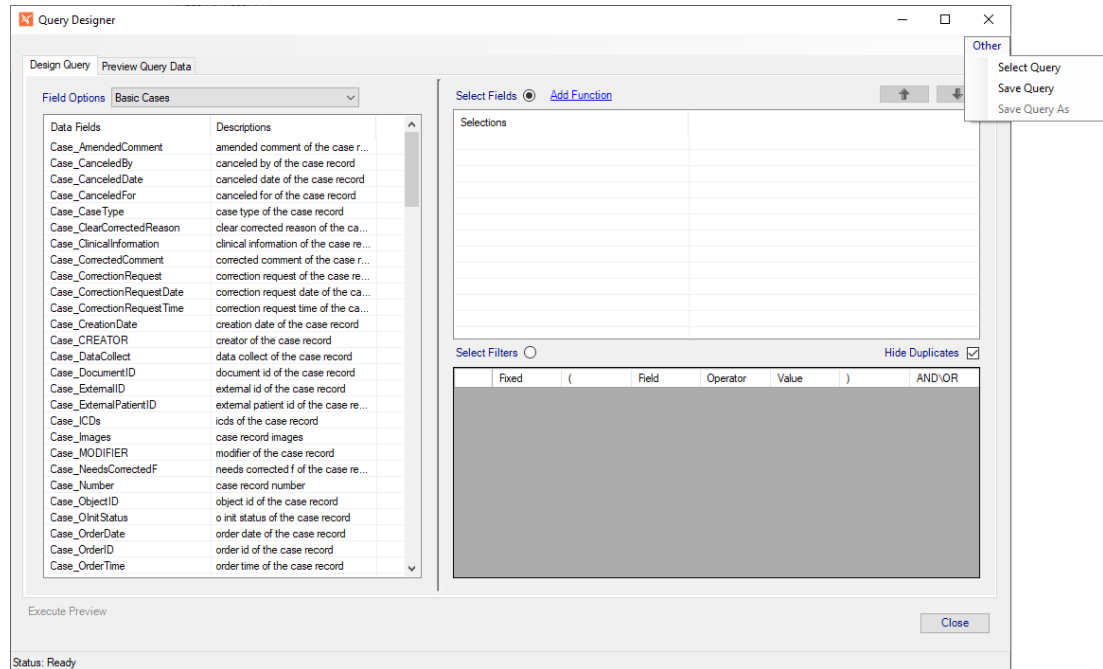 Query Designer
Other
Select Query
Save Query
Save Query As
Design Query Preview Query Data
Field Options Basic Cases
Data Fields Descriptions
Case_AmendedComment amended comment of the case r...
Case_CanceledBy canceled by of the case record
Case_CanceledDate canceled date of the case record
Case_CanceledFor canceled for of the case record
Case_CaseType case type of the case record
Case_ClearCorrectedReason clear corrected reason of the ca...
Case_ClinicalInformation clinical information of the case re...
Case_CorrectedComment corrected comment of the case r...
Case_CorrectionRequest correction request of the case re...
Case_CorrectionRequestDate correction request date of the ca...
Case_CorrectionRequestTime correction request time of the ca...
Case_CreationDate creation date of the case record
Case_CREATOR creator of the case record
Case_DataCollect data collect of the case record
Case_DocumentID document id of the case record
Case_ExternalID external id of the case record
Case_ExternalPatientID external patient id of the case re...
Case_ICDs icds of the case record
Case_Images case record images
Case_MODIFIER modifier of the case record
Case_NeedsCorrectedF needs corrected f of the case re...
Case_Number case record number
Case_ObjectID object id of the case record
Case_OInitStatus o init status of the case record
Case_OrderDate order date of the case record
Case_OrderID order id of the case record
Case_OrderTime order time of the case record
Select Fields Add Function
Selections
Select Filters Hide Duplicates
Fixed ( Field Operator Value ) AND\OR
Execute Preview
Close
Status: Ready